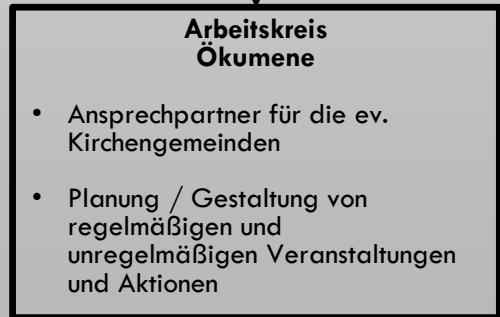 Arbeitskreis
Ökumene
• Ansprechpartner für die ev.
Kirchengemeinden
• Planung / Gestaltung von
regelmäßigen und
unregelmäßigen Veranstaltungen
und Aktionen